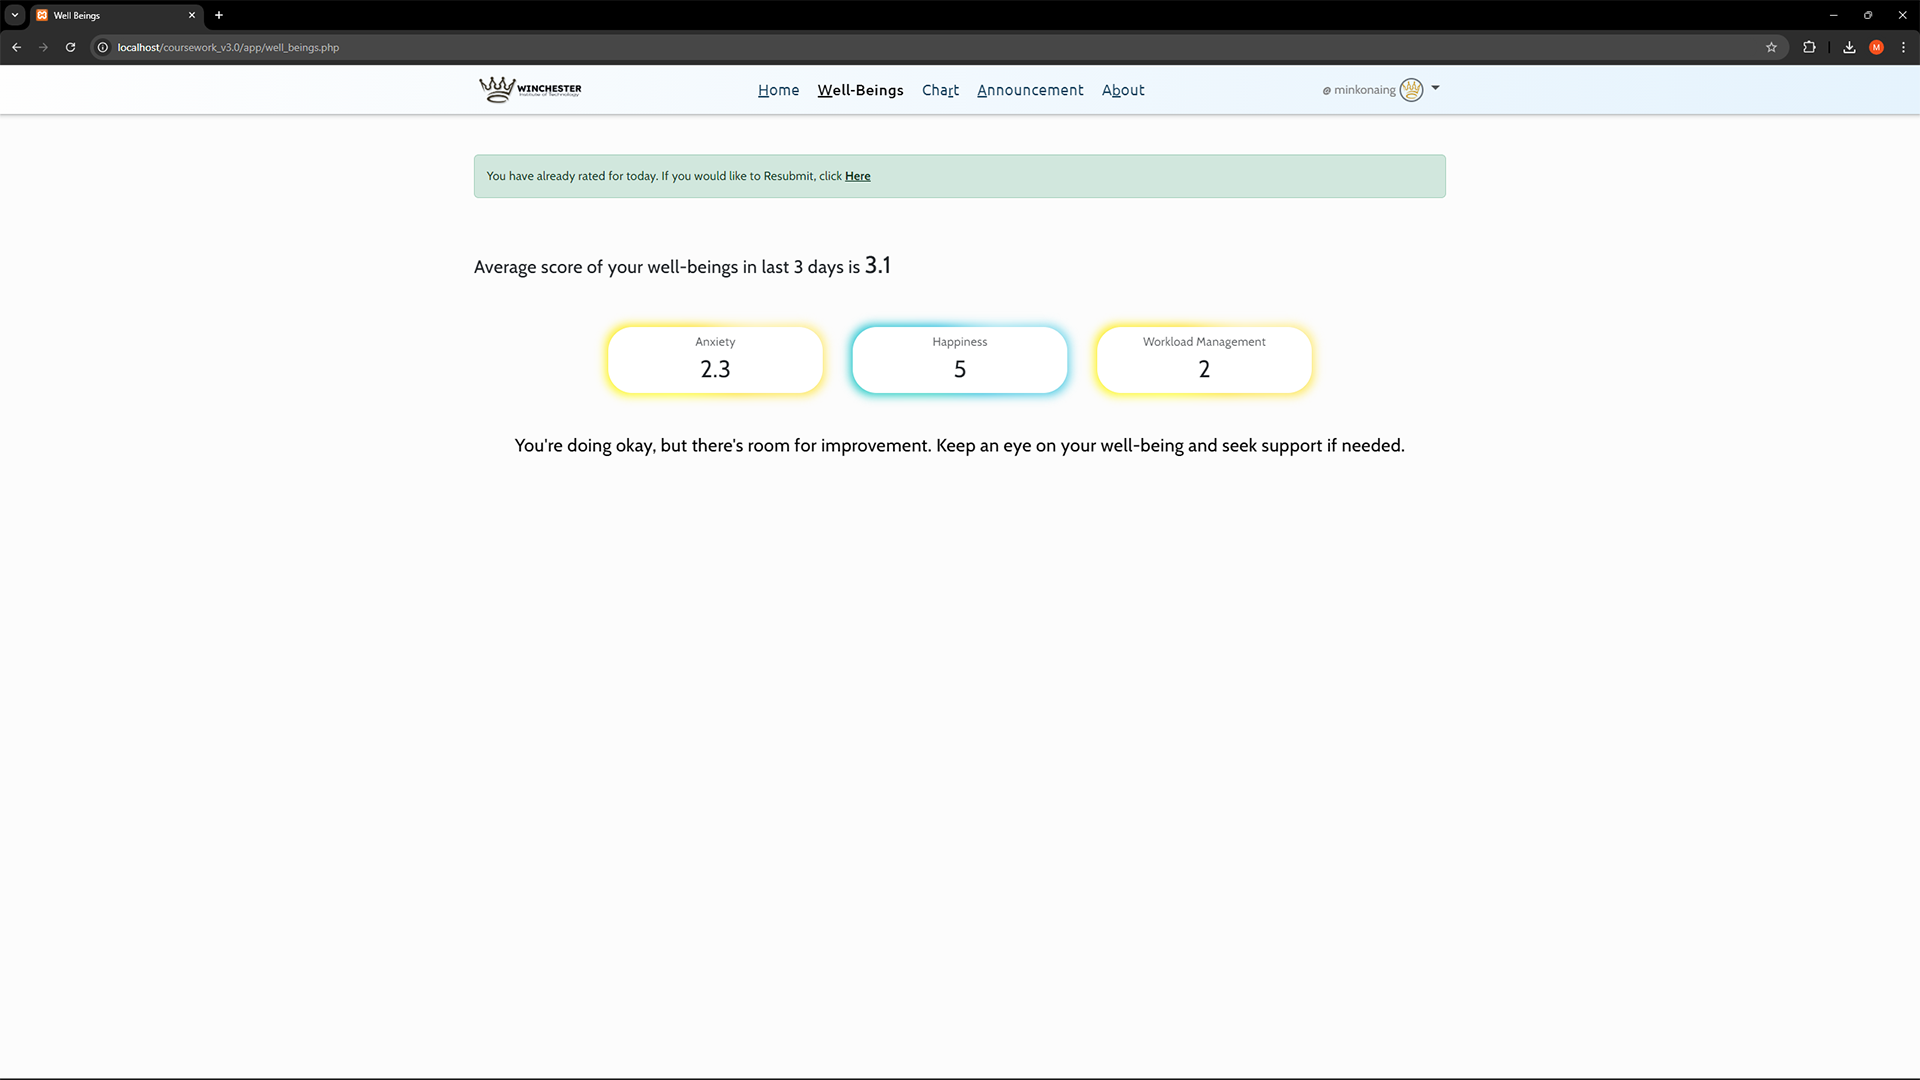 Well Beings
localhost/coursework_v3.0/app/well_beings.php
M
WINCHESTER
Institute of Technology
Home Well-Beings Chart Announcement About
@ minkonaing
You have already rated for today. If you would like to Resubmit, click Here
Average score of your well-beings in last 3 days is 3.1
Anxiety
2.3
Happiness
5
Workload Management
2
You're doing okay, but there's room for improvement. Keep an eye on your well-being and seek support if needed.